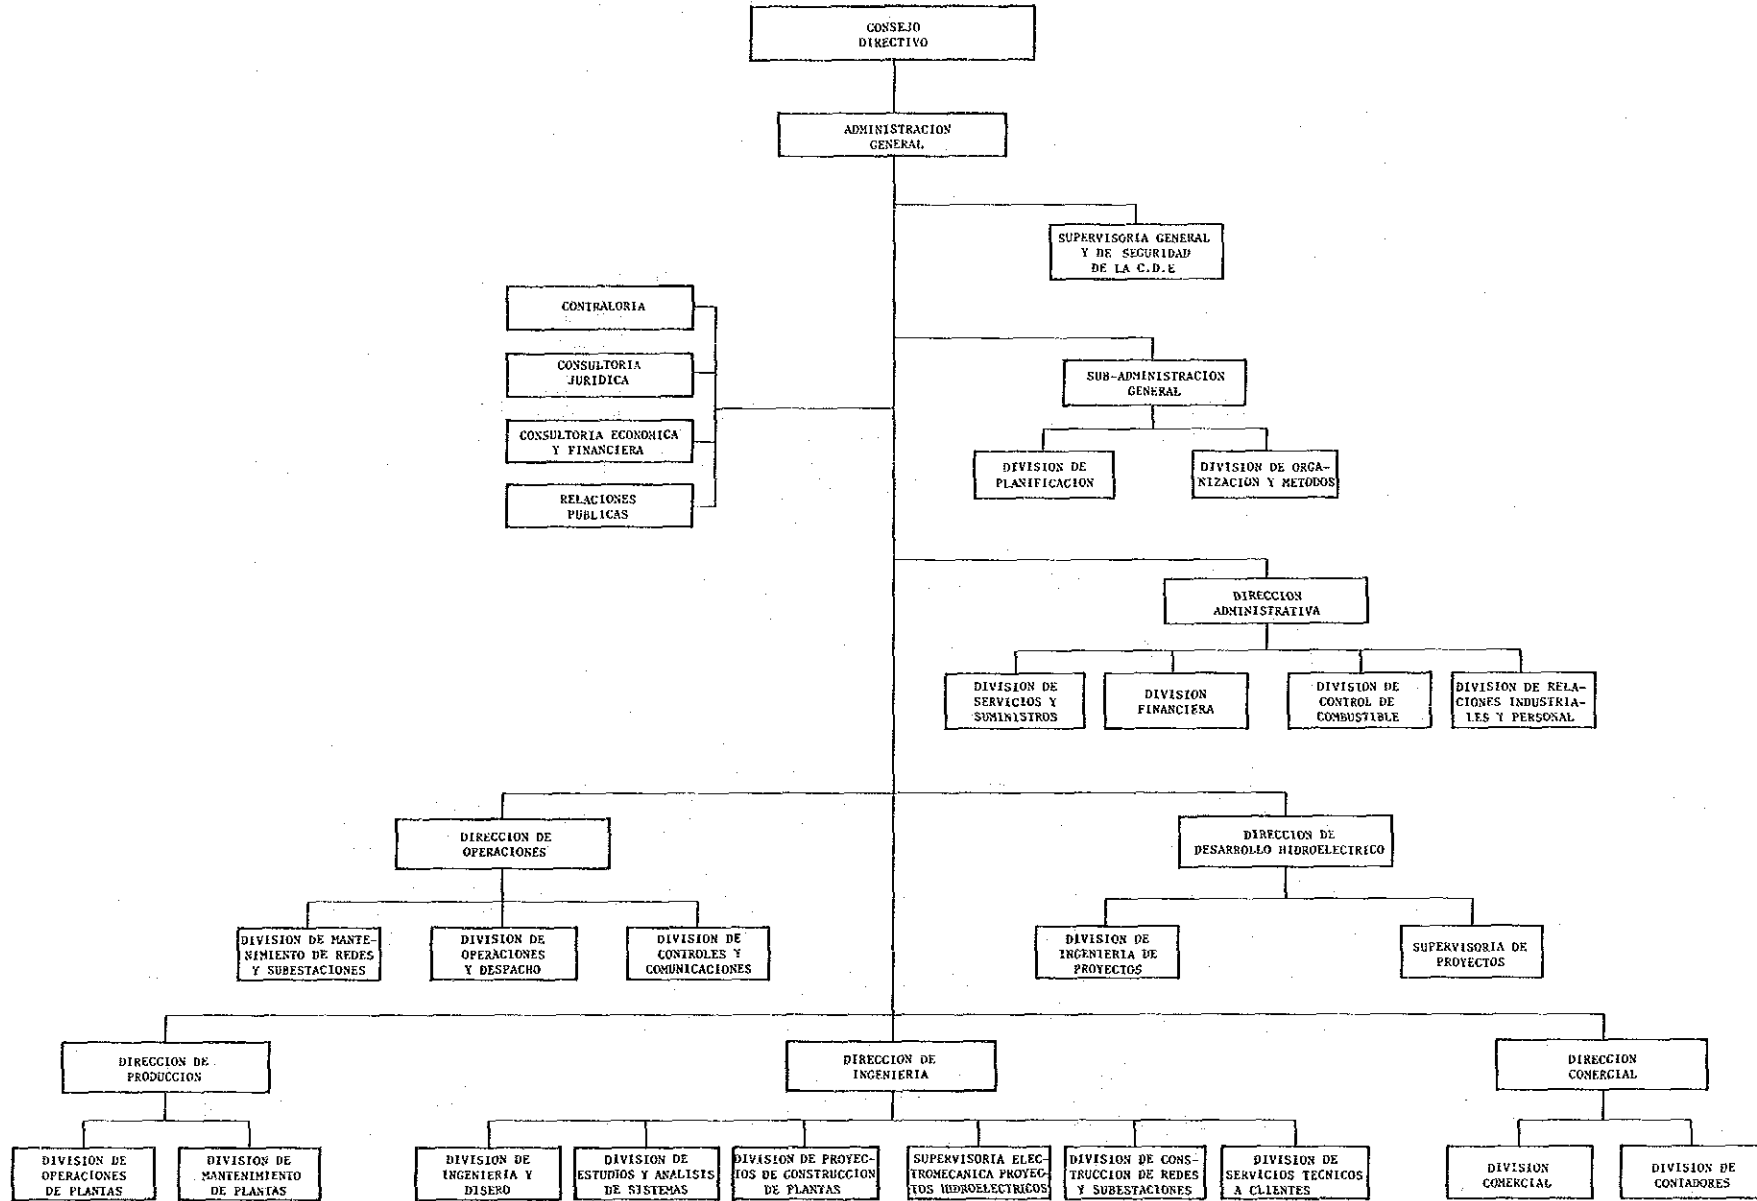 CONSEJO
DIRECTIVO
ADMINISTRACION
GENERAL
SUPERVISORIA GENERAL
Y DE SEGURIDAD
DE LA C.D.E
CONTRALORIA
CONSULTORIA
JURIDICA
CONSULTORIA ECONOMICA
Y FINANCIERA
RELACIONES
PUBLICAS
SUB-ADMINISTRACION
GENERAL
DIVISION DE
PLANIFICACION
DIVISION DE ORGA-
NIZACION Y METODOS
DIRECCION
ADMINISTRATIVA
DIVISION DE
SERVICIOS Y
SUMINISTROS
DIVISION
FINANCIERA
DIVISION DE
CONTROL DE
COMBUSTIBLE
DIVISION DE RELA-
CIONES INDUSTRIA-
LES Y PERSONAL
DIRECCION DE
OPERACIONES
DIRECCION DE
DESARROLLO HIDROELECTRICO
DIVISION DE MANTE-
NIMIENTO DE REDES
Y SUBESTACIONES
DIVISION DE
OPERACIONES
Y DESPACHO
DIVISION DE
CONTROLES Y
COMUNICACIONES
DIVISION DE
INGENIERIA DE
PROYECTOS
SUPERVISORIA DE
PROYECTOS
DIRECCION DE
PRODUCCION
DIRECCION DE
INGENIERIA
DIRECCION
COMERCIAL
DIVISION DE
OPERACIONES
DE PLANTAS
DIVISION DE
MANTENIMIENTO
DE PLANTAS
DIVISION DE
INGENIERIA Y
DISEÑO
DIVISION DE
ESTUDIOS Y ANALISIS
DE SISTEMAS
DIVISION DE PROYEC-
TOS DE CONSTRUCCION
DE PLANTAS
SUPERVISORIA ELEC-
TROMECANICA PROYEC-
TOS HIDROELECTRICOS
DIVISION DE CONS-
TRUCCION DE REDES
Y SUBESTACIONES
DIVISION DE
SERVICIOS TECNICOS
A CLIENTES
DIVISION
COMERCIAL
DIVISION DE
CONTADORES